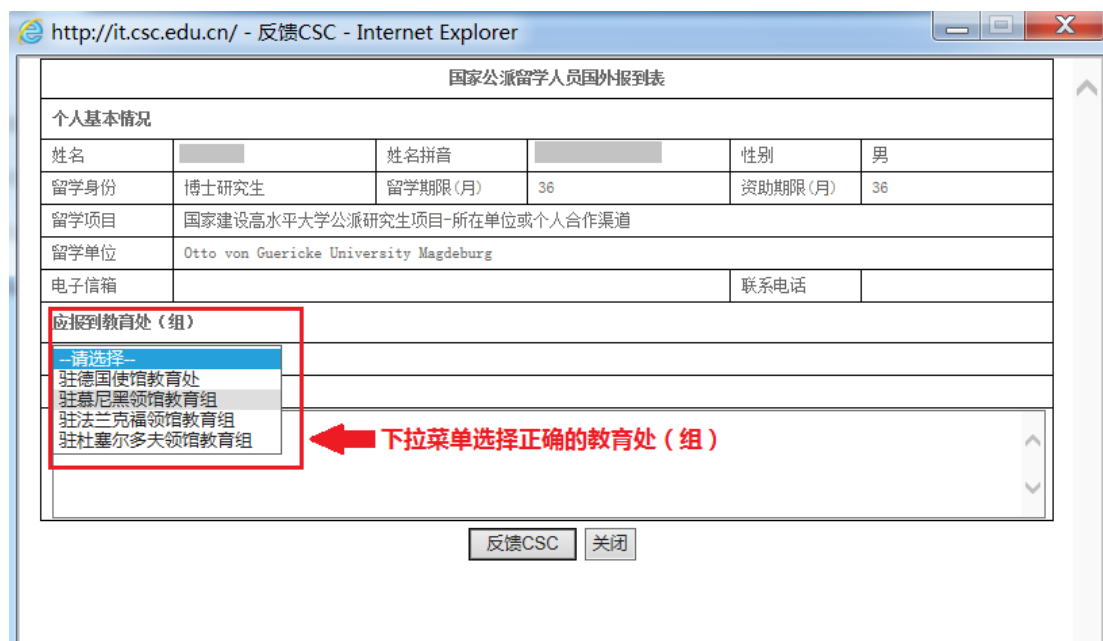 http://it.csc.edu.cn/ - 反馈CSC - Internet Explorer
国家公派留学人员国外报到表
个人基本情况
姓名 姓名拼音 性别 男
留学身份 博士研究生 留学期限(月) 36 资助期限(月) 36
留学项目 国家建设高水平大学公派研究生项目-所在单位或个人合作渠道
留学单位 Otto von Guericke University Magdeburg
电子信箱 联系电话
应报到教育处（组）
--请选择--
驻德国使馆教育处
驻慕尼黑领馆教育组
驻法兰克福领馆教育组
驻杜塞尔多夫领馆教育组
下拉菜单选择正确的教育处（组）
反馈CSC 关闭